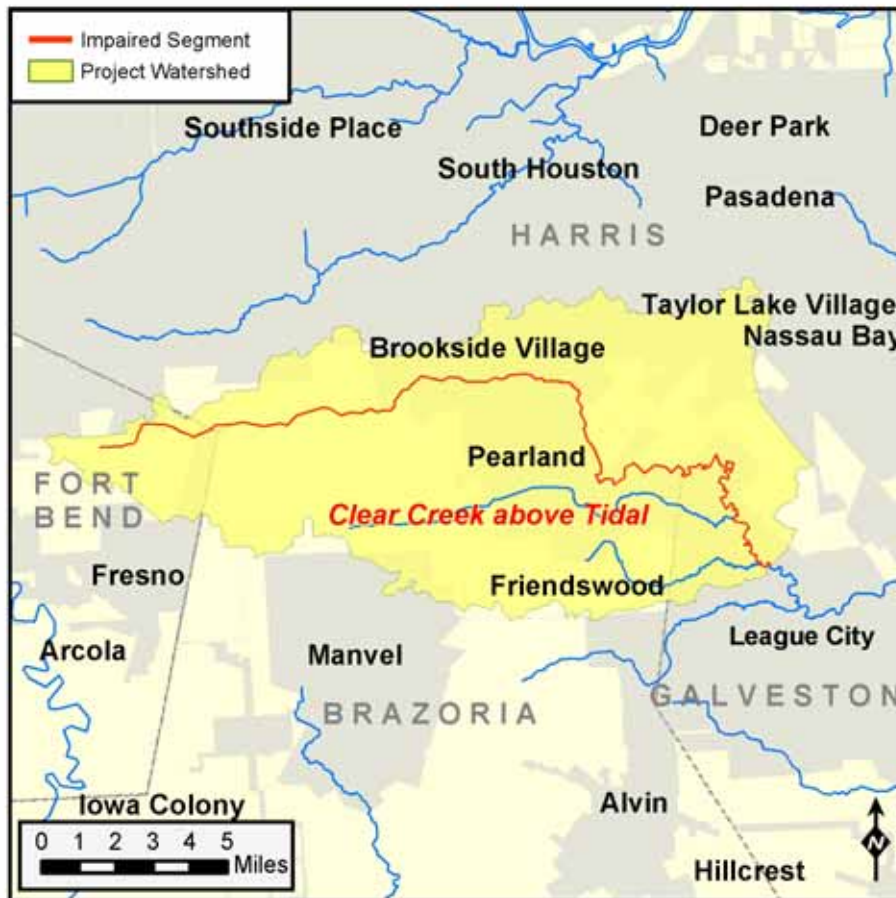 Impaired Segment
Project Watershed
Southside Place
Deer Park
South Houston
Pasadena
HARRIS
Taylor Lake Village
Nassau Bay
Brookside Village
Pearland
FORT
BEND
Clear Creek above Tidal
Fresno
Friendswood
Arcola
Manvel
League City
BRAZORIA
GALVESTON
Iowa Colony
Alvin
0 1 2 3 4 5
Miles
N
Hillcrest